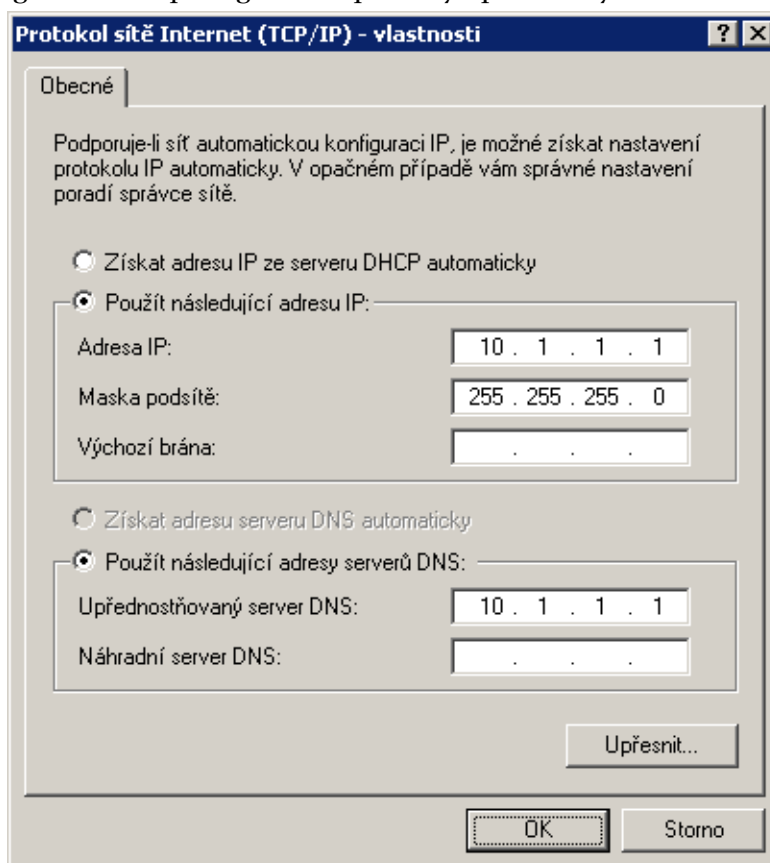 Protokol sítě Internet (TCP/IP) - vlastnosti
Obecné
Podporuje-li síť automatickou konfiguraci IP, je možné získat nastavení
protokolu IP automaticky. V opačném případě vám správné nastavení
poradí správce sítě.
Získat adresu IP ze serveru DHCP automaticky
Použít následující adresu IP:
Adresa IP: 10 . 1 . 1 . 1
Maska podsítě: 255 . 255 . 255 . 0
Výchozí brána: . . .
Získat adresu serveru DNS automaticky
Použít následující adresy serverů DNS:
Upřednostňovaný server DNS: 10 . 1 . 1 . 1
Náhradní server DNS: . . .
Upřesnit...
OK Storno